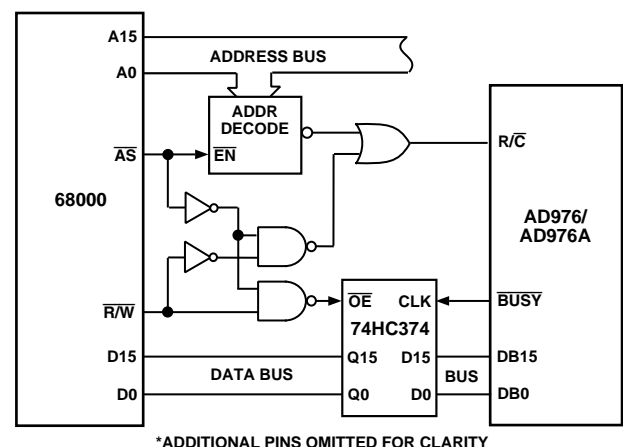 A15
ADDRESS BUS
A0
ADDR
DECODE
AS
EN
R/C
68000
AD976/
AD976A
R/W
OE
CLK
BUSY
74HC374
D15
Q15
D15
DB15
DATA BUS
BUS
D0
Q0
D0
DB0
*ADDITIONAL PINS OMITTED FOR CLARITY